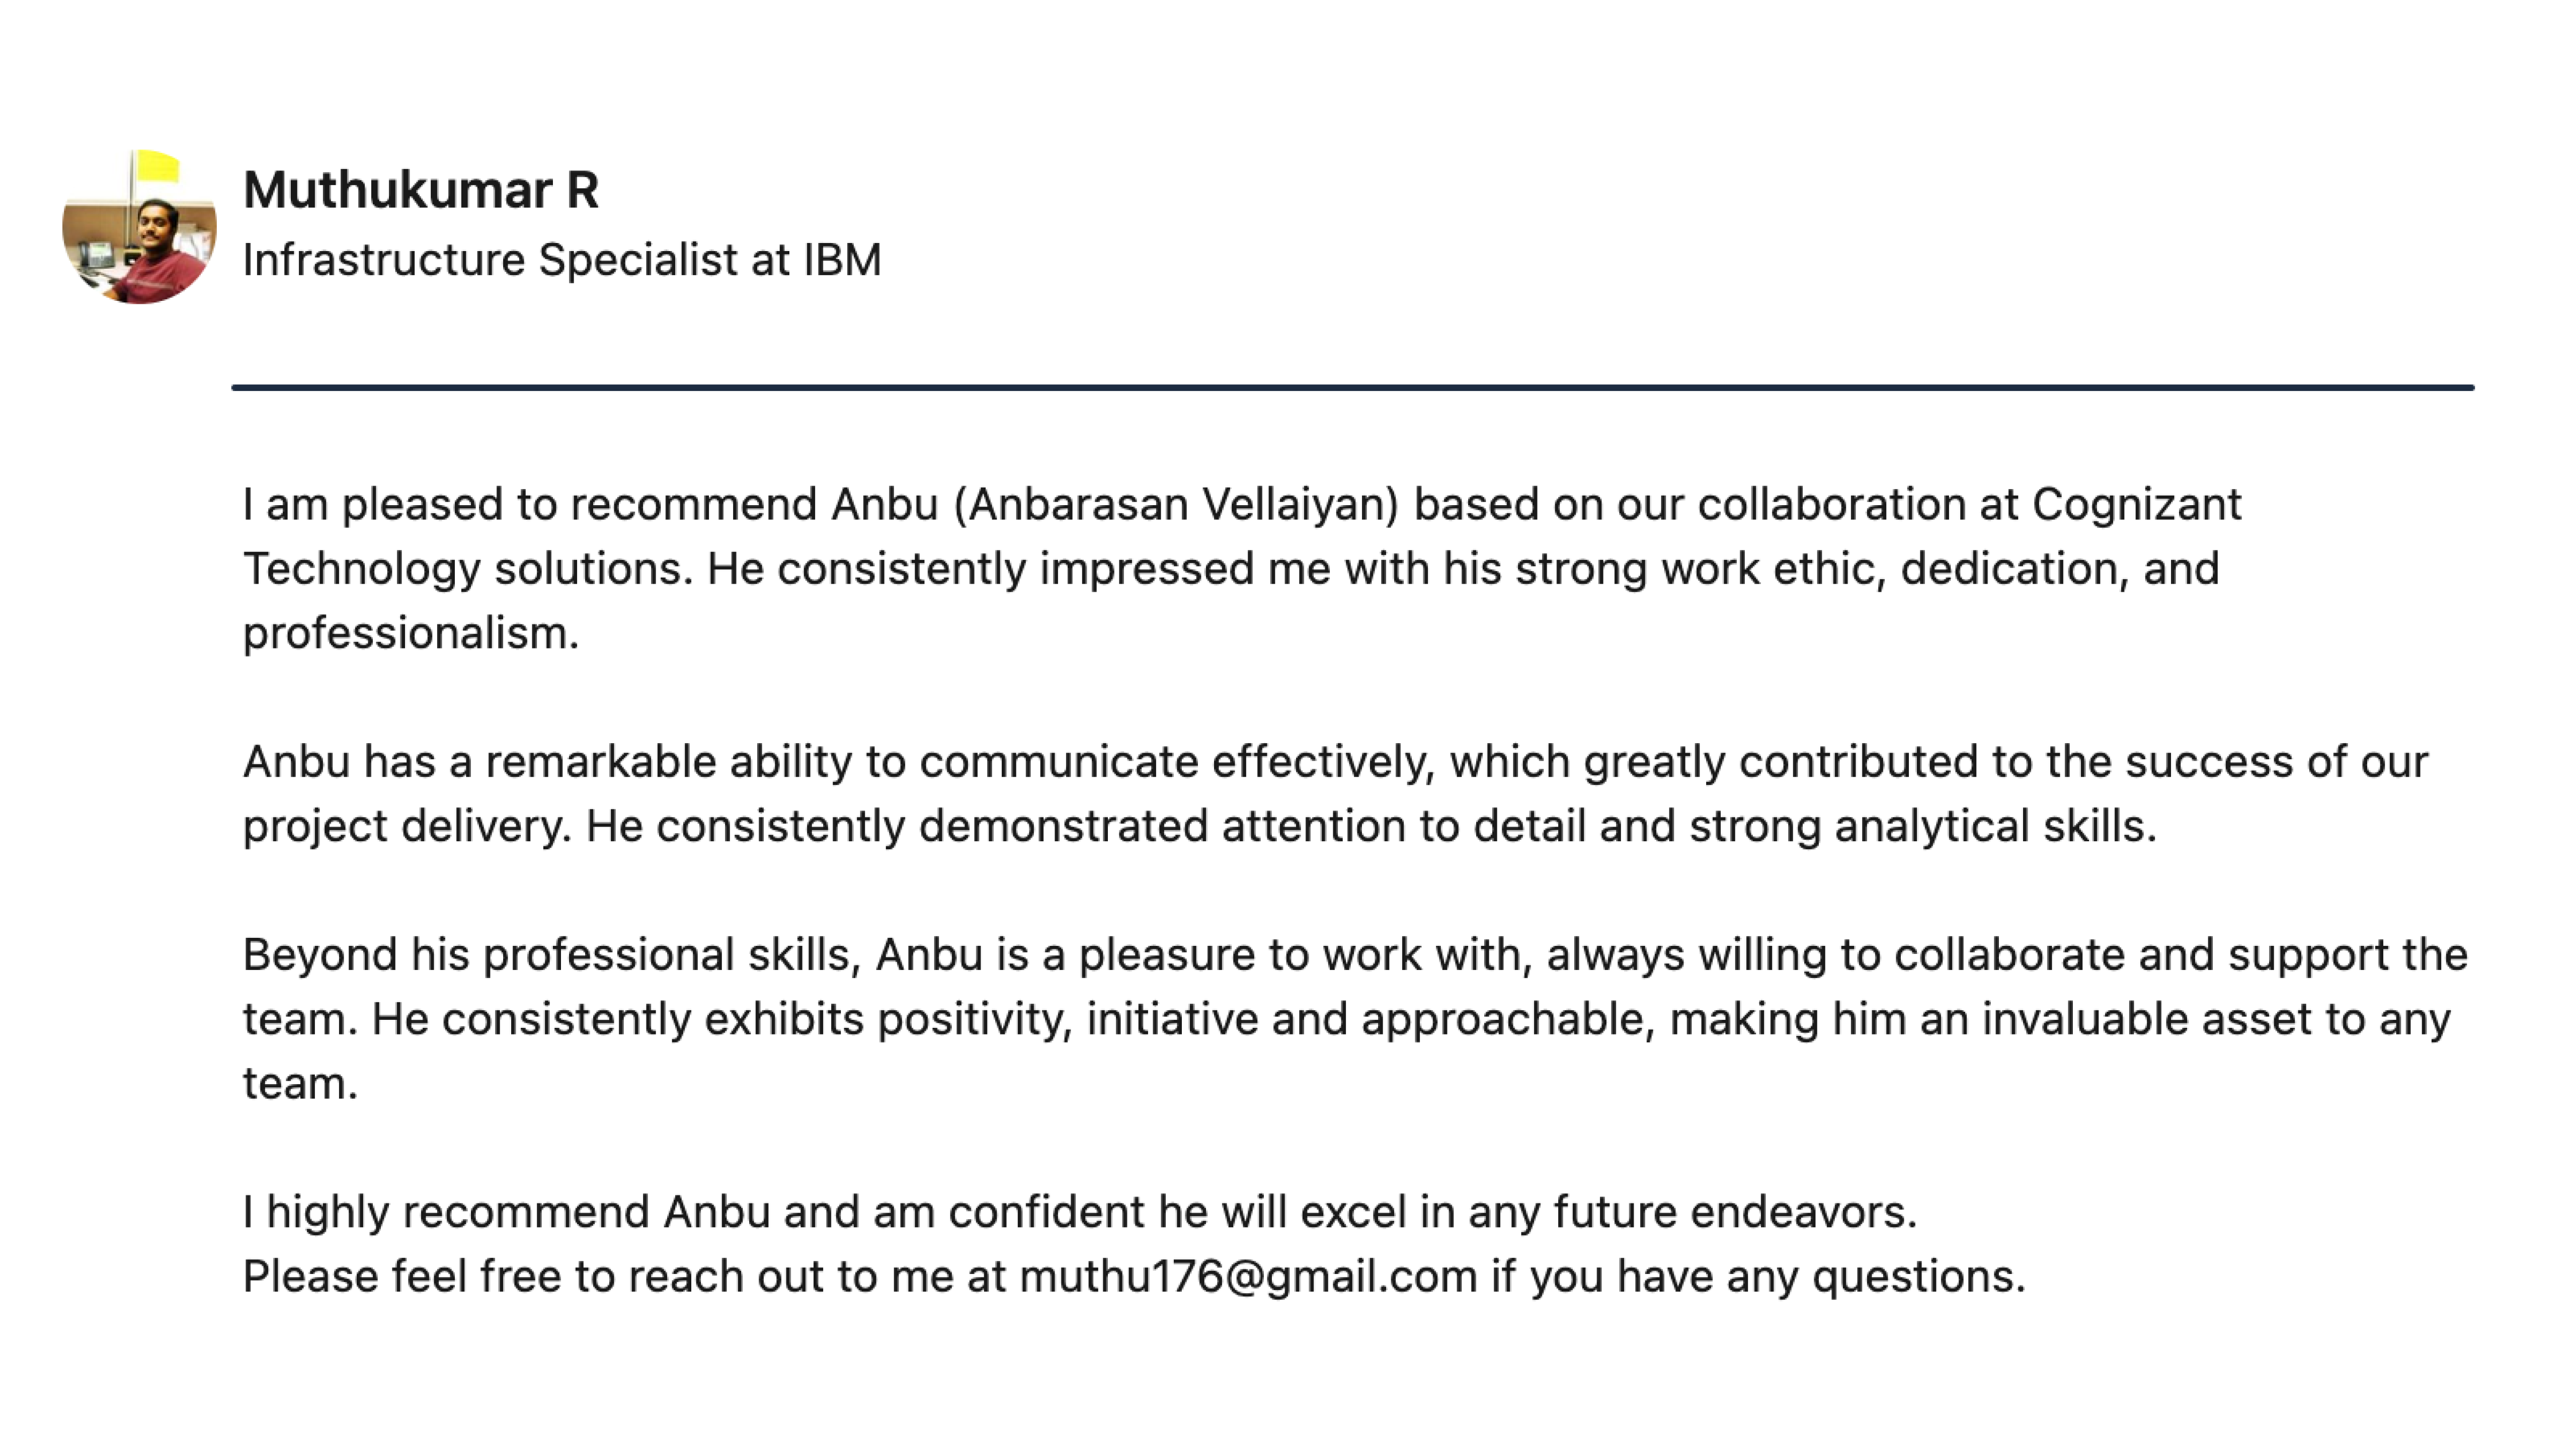 Muthukumar R
Infrastructure Specialist at IBM
I am pleased to recommend Anbu (Anbarasan Vellaiyan) based on our collaboration at Cognizant
Technology solutions. He consistently impressed me with his strong work ethic, dedication, and
professionalism.
Anbu has a remarkable ability to communicate effectively, which greatly contributed to the success of our
project delivery. He consistently demonstrated attention to detail and strong analytical skills.
Beyond his professional skills, Anbu is a pleasure to work with, always willing to collaborate and support the
team. He consistently exhibits positivity, initiative and approachable, making him an invaluable asset to any
team.
I highly recommend Anbu and am confident he will excel in any future endeavors.
Please feel free to reach out to me at muthu176@gmail.com if you have any questions.